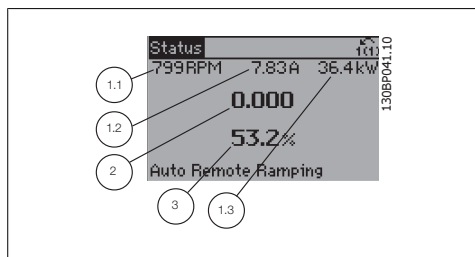 Status 1(1)
799RPM 7.83A 36.4kW
0.000
53.2%
Auto Remote Ramping
1.1
1.2
2
3
1.3
130BP041.10